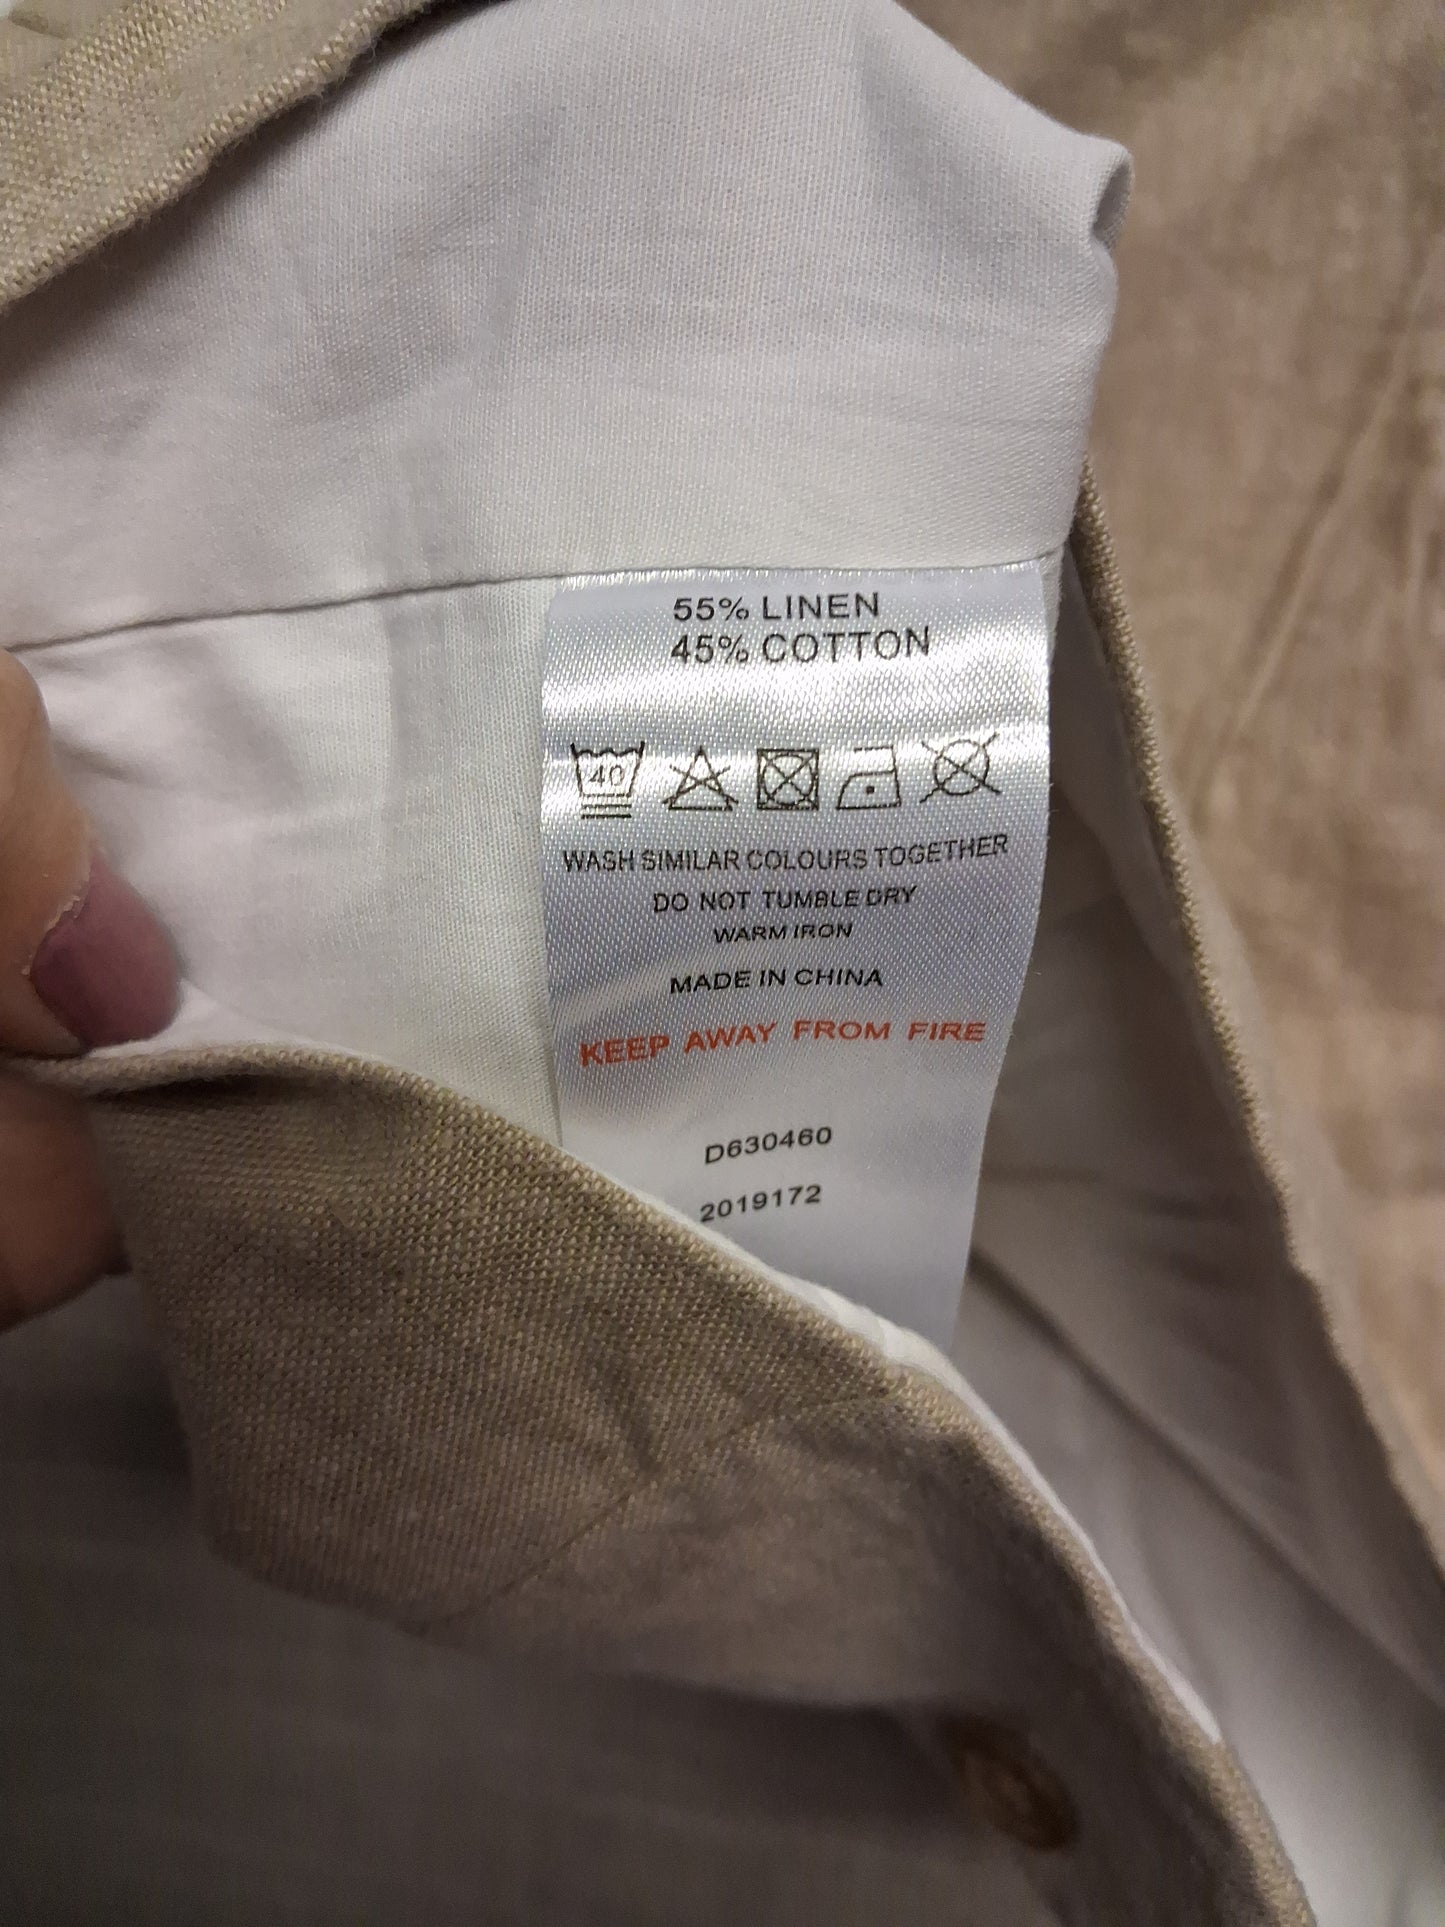 55% LINEN
45% COTTON
40
WASH SIMILAR COLOURS TOGETHER
DO NOT TUMBLE DRY
WARM IRON
MADE IN CHINA
KEEP AWAY FROM FIRE
D630460
2019172